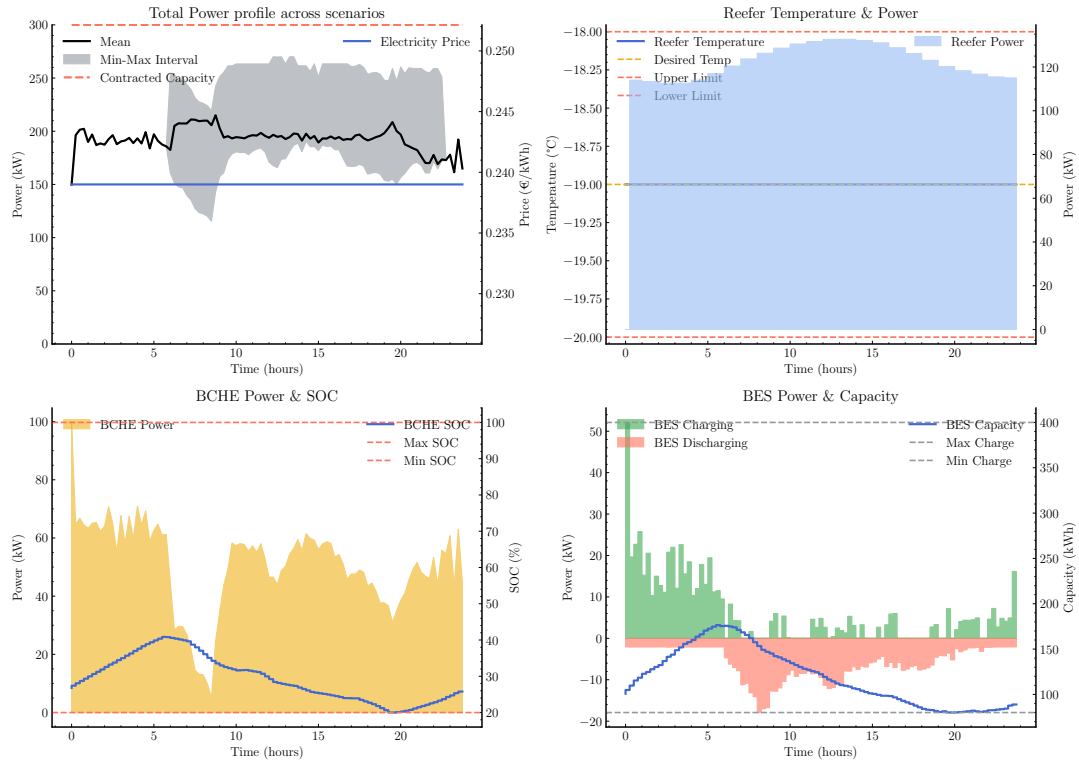 Total Power profile across scenarios
Mean
Min-Max Interval
Contracted Capacity
Electricity Price
300
250
200
150
100
50
0
Power (kW)
0.250
0.245
0.240
0.235
0.230
Price (€/kWh)
0 5 10 15 20
Time (hours)
Reefer Temperature & Power
Reefer Temperature
Desired Temp
Upper Limit
Lower Limit
Reefer Power
−18.00
−18.25
−18.50
−18.75
−19.00
−19.25
−19.50
−19.75
−20.00
Temperature (°C)
120
100
80
60
40
20
0
Power (kW)
0 5 10 15 20
Time (hours)
BCHE Power & SOC
BCHE Power
BCHE SOC
Max SOC
Min SOC
100
80
60
40
20
0
Power (kW)
100
90
80
70
60
50
40
30
20
SOC (%)
0 5 10 15 20
Time (hours)
BES Power & Capacity
BES Charging
BES Discharging
BES Capacity
Max Charge
Min Charge
50
40
30
20
10
0
−10
−20
Power (kW)
400
350
300
250
200
150
100
Capacity (kWh)
0 5 10 15 20
Time (hours)